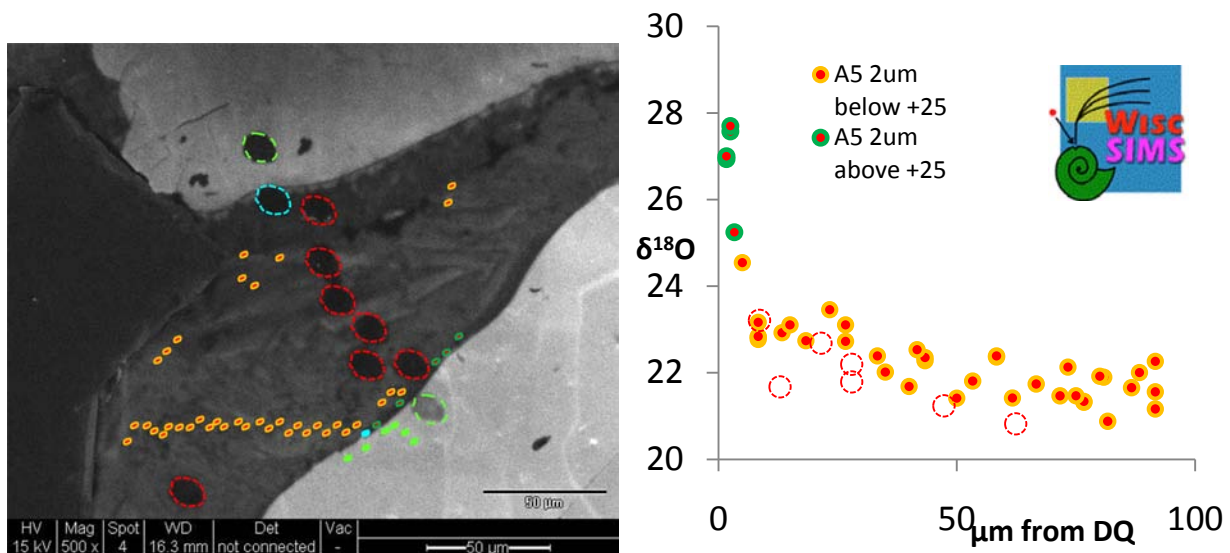 50 µm
HV Mag Spot WD Det Vac
15 kV 500 x 4 16.3 mm not connected - 50 µm
30
28
26
δ¹⁸O
24
22
20
A5 2um
below +25
A5 2um
above +25
WISC
SIMS
0 50 100
µm from DQ